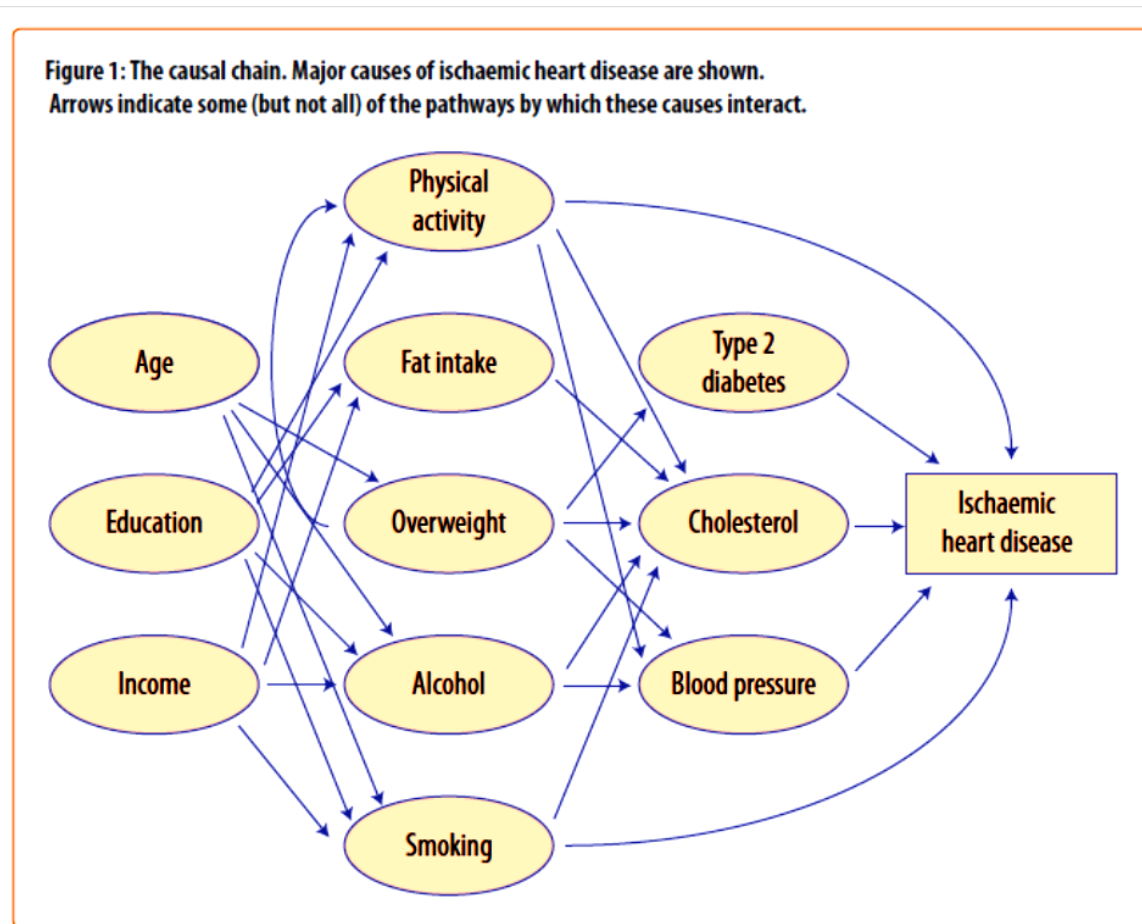 Figure 1: The causal chain. Major causes of ischaemic heart disease are shown.
Arrows indicate some (but not all) of the pathways by which these causes interact.
Physical
activity
Age
Fat intake
Type 2
diabetes
Education
Overweight
Cholesterol
Ischaemic
heart disease
Income
Alcohol
Blood pressure
Smoking